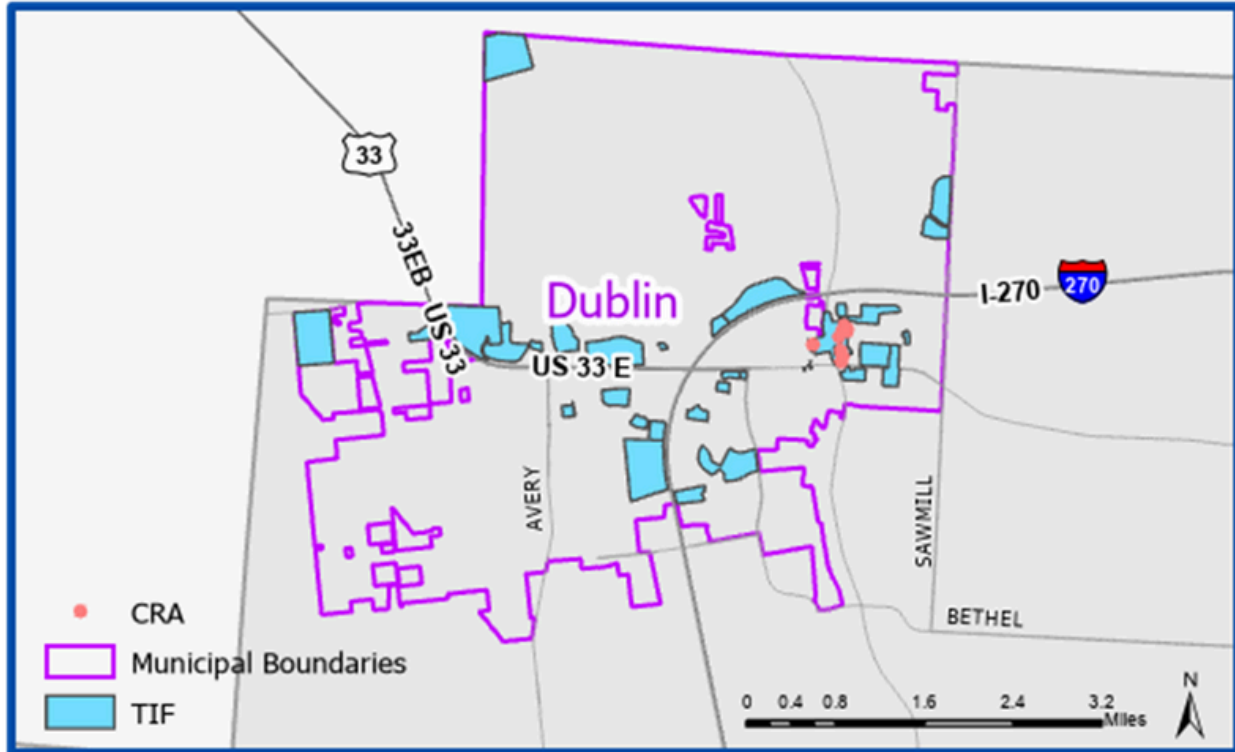 33
33EB
US 33
Dublin
I-270
270
US 33 E
AVERY
SAWMILL
BETHEL
CRA
Municipal Boundaries
TIF
0 0.4 0.8 1.6 2.4 3.2
Miles
N